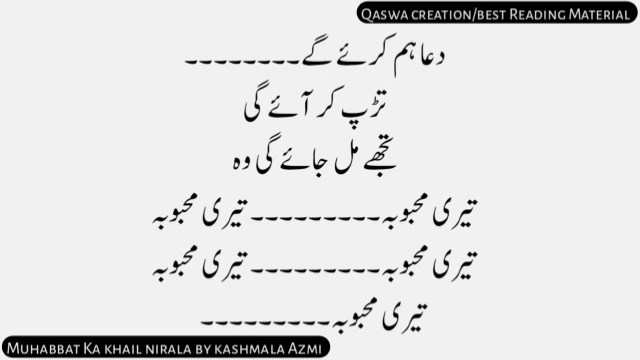 Qaswa creation/best Reading Material
دعا ہم کرئے گے۔۔۔۔۔۔۔۔
تڑپ کر آئے گی
تجھے مل جائے گی وہ
تیری محبوبہ۔۔۔۔۔۔۔۔۔ تیری محبوبہ
تیری محبوبہ۔۔۔۔۔۔۔۔۔ تیری محبوبہ
تیری محبوبہ۔۔۔۔۔۔۔۔۔
Muhabbat Ka khail nirala by kashmala Azmi